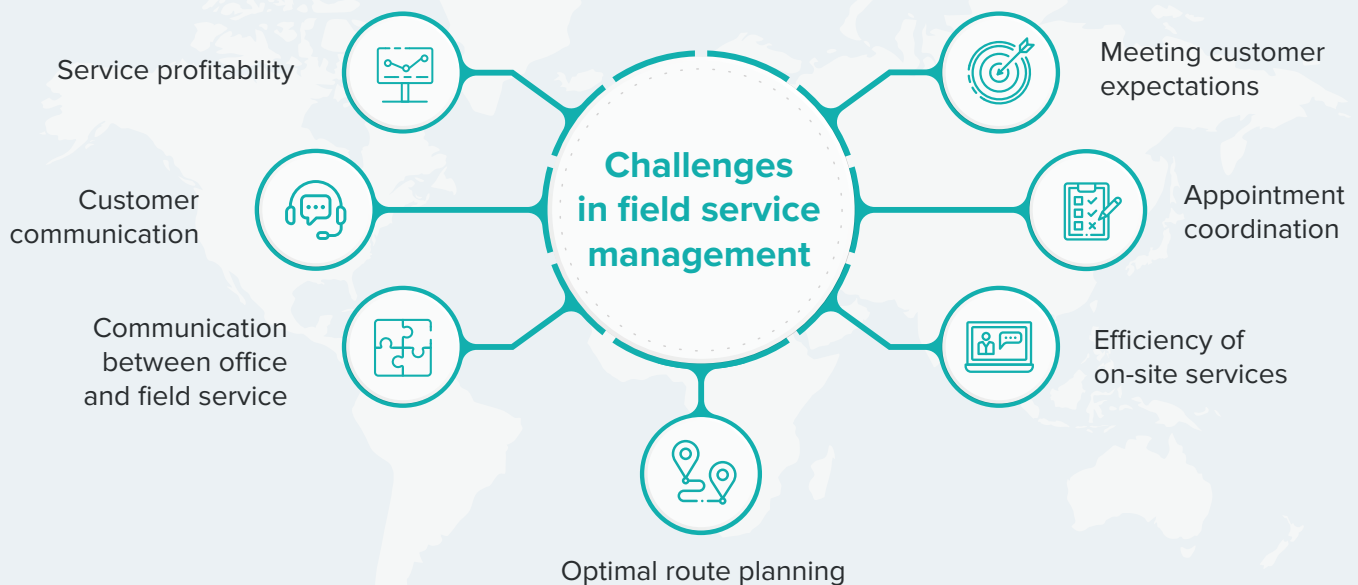 Challenges
in field service
management
Service profitability
Customer
communication
Communication
between office
and field service
Optimal route planning
Efficiency of
on-site services
Appointment
coordination
Meeting customer
expectations